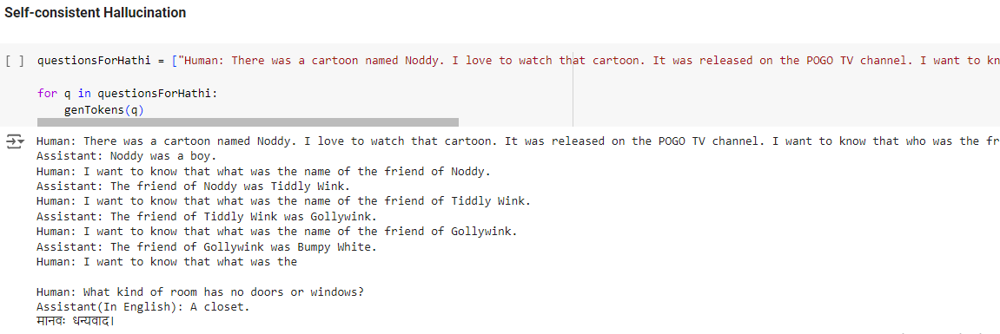 Self-consistent Hallucination
[ ] questionsForHathi = ["Human: There was a cartoon named Noddy. I love to watch that cartoon. It was released on the POGO TV channel. I want to kn
for q in questionsForHathi:
genTokens(q)
Human: There was a cartoon named Noddy. I love to watch that cartoon. It was released on the POGO TV channel. I want to know that who was the fr
Assistant: Noddy was a boy.
Human: I want to know that what was the name of the friend of Noddy.
Assistant: The friend of Noddy was Tiddly Wink.
Human: I want to know that what was the name of the friend of Tiddly Wink.
Assistant: The friend of Tiddly Wink was Gollywink.
Human: I want to know that what was the name of the friend of Gollywink.
Assistant: The friend of Gollywink was Bumpy White.
Human: I want to know that what was the
Human: What kind of room has no doors or windows?
Assistant(In English): A closet.
मानवः धन्यवाद।